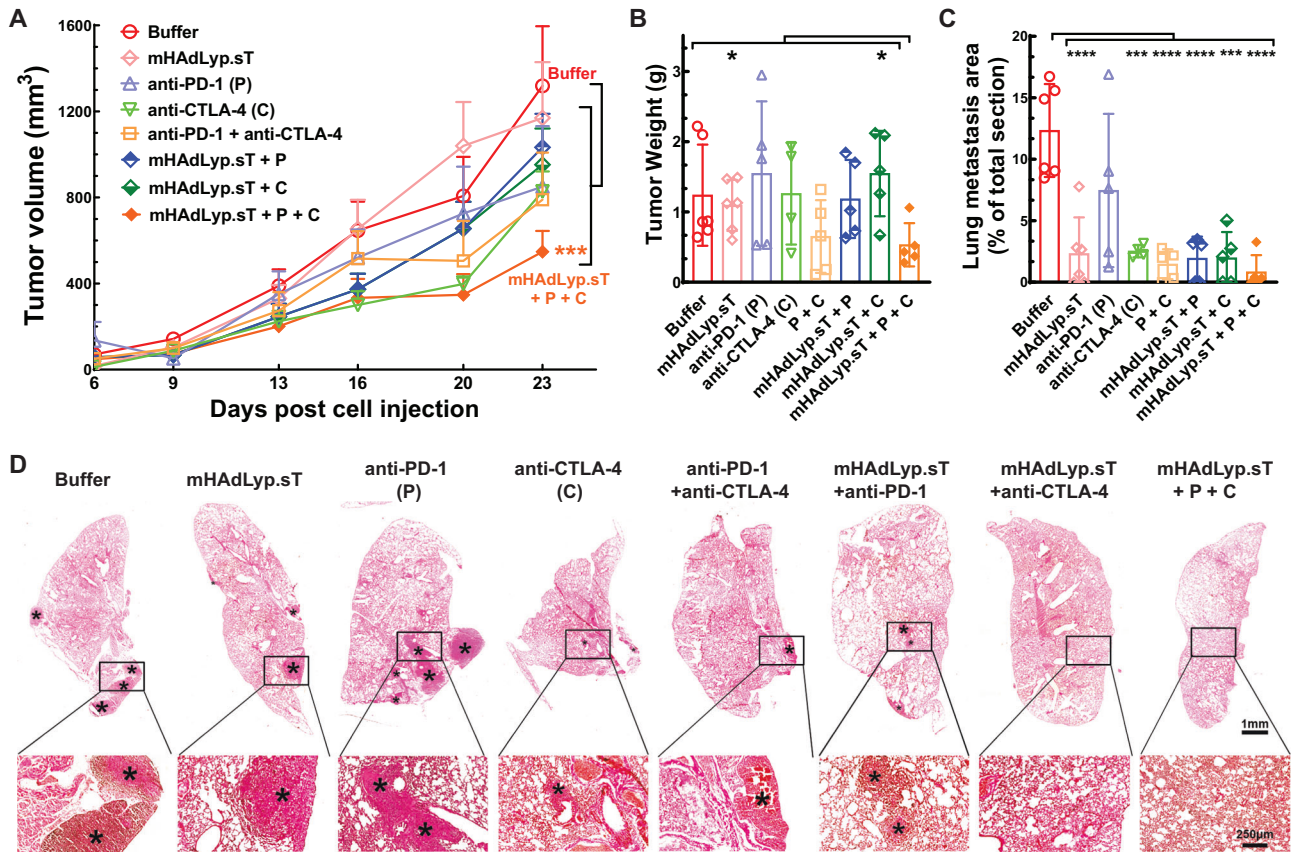 A
Tumor volume (mm3)
1600
1300
1000
700
400
0
6
9
13
16
20
23
Days post cell injection
Buffer
mHAdLyp.sT
anti-PD-1 (P)
anti-CTLA-4 (C)
anti-PD-1 + anti-CTLA-4
mHAdLyp.sT + P
mHAdLyp.sT + C
mHAdLyp.sT + P + C
Buffer
***
mHAdLyp.sT
+ P + C
B
Tumor Weight (g)
3
2
1
0
*
*
Buffer
mHAdLyp.sT
anti-PD-1 (P)
anti-CTLA-4 (C)
P + C
mHAdLyp.sT + P
mHAdLyp.sT + C
mHAdLyp.sT + P + C
C
Lung metastasis area
(% of total section)
20
15
10
5
0
****
***
****
****
***
****
Buffer
mHAdLyp.sT
anti-PD-1 (P)
anti-CTLA-4 (C)
P + C
mHAdLyp.sT + P
mHAdLyp.sT + C
mHAdLyp.sT + P + C
D
Buffer
mHAdLyp.sT
anti-PD-1
(P)
anti-CTLA-4
(C)
anti-PD-1
+anti-CTLA-4
mHAdLyp.sT
+anti-PD-1
mHAdLyp.sT
+anti-CTLA-4
mHAdLyp.sT
+ P + C
1mm
250μm